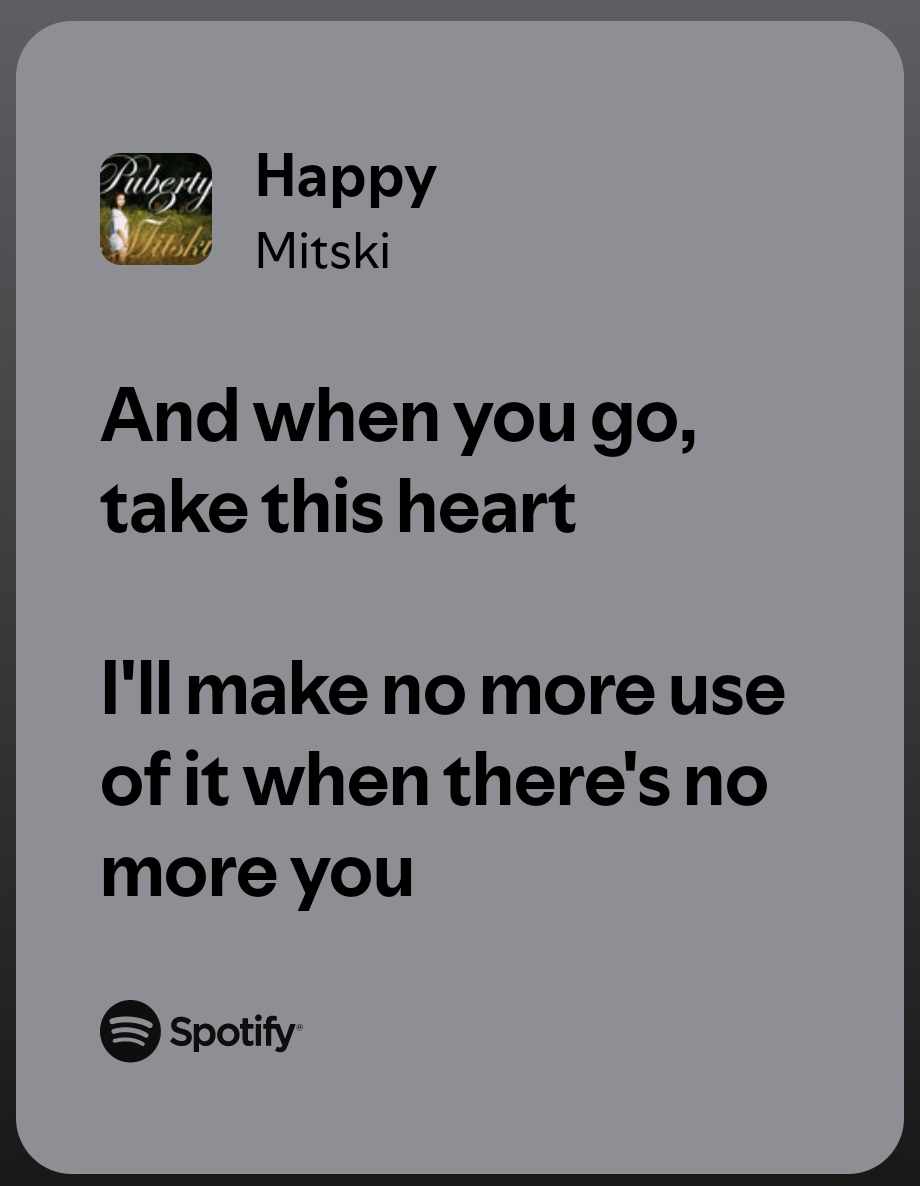 Puberty
2
Mitski
Happy
Mitski
And when you go,
take this heart
I'll make no more use
of it when there's no
more you
Spotify®